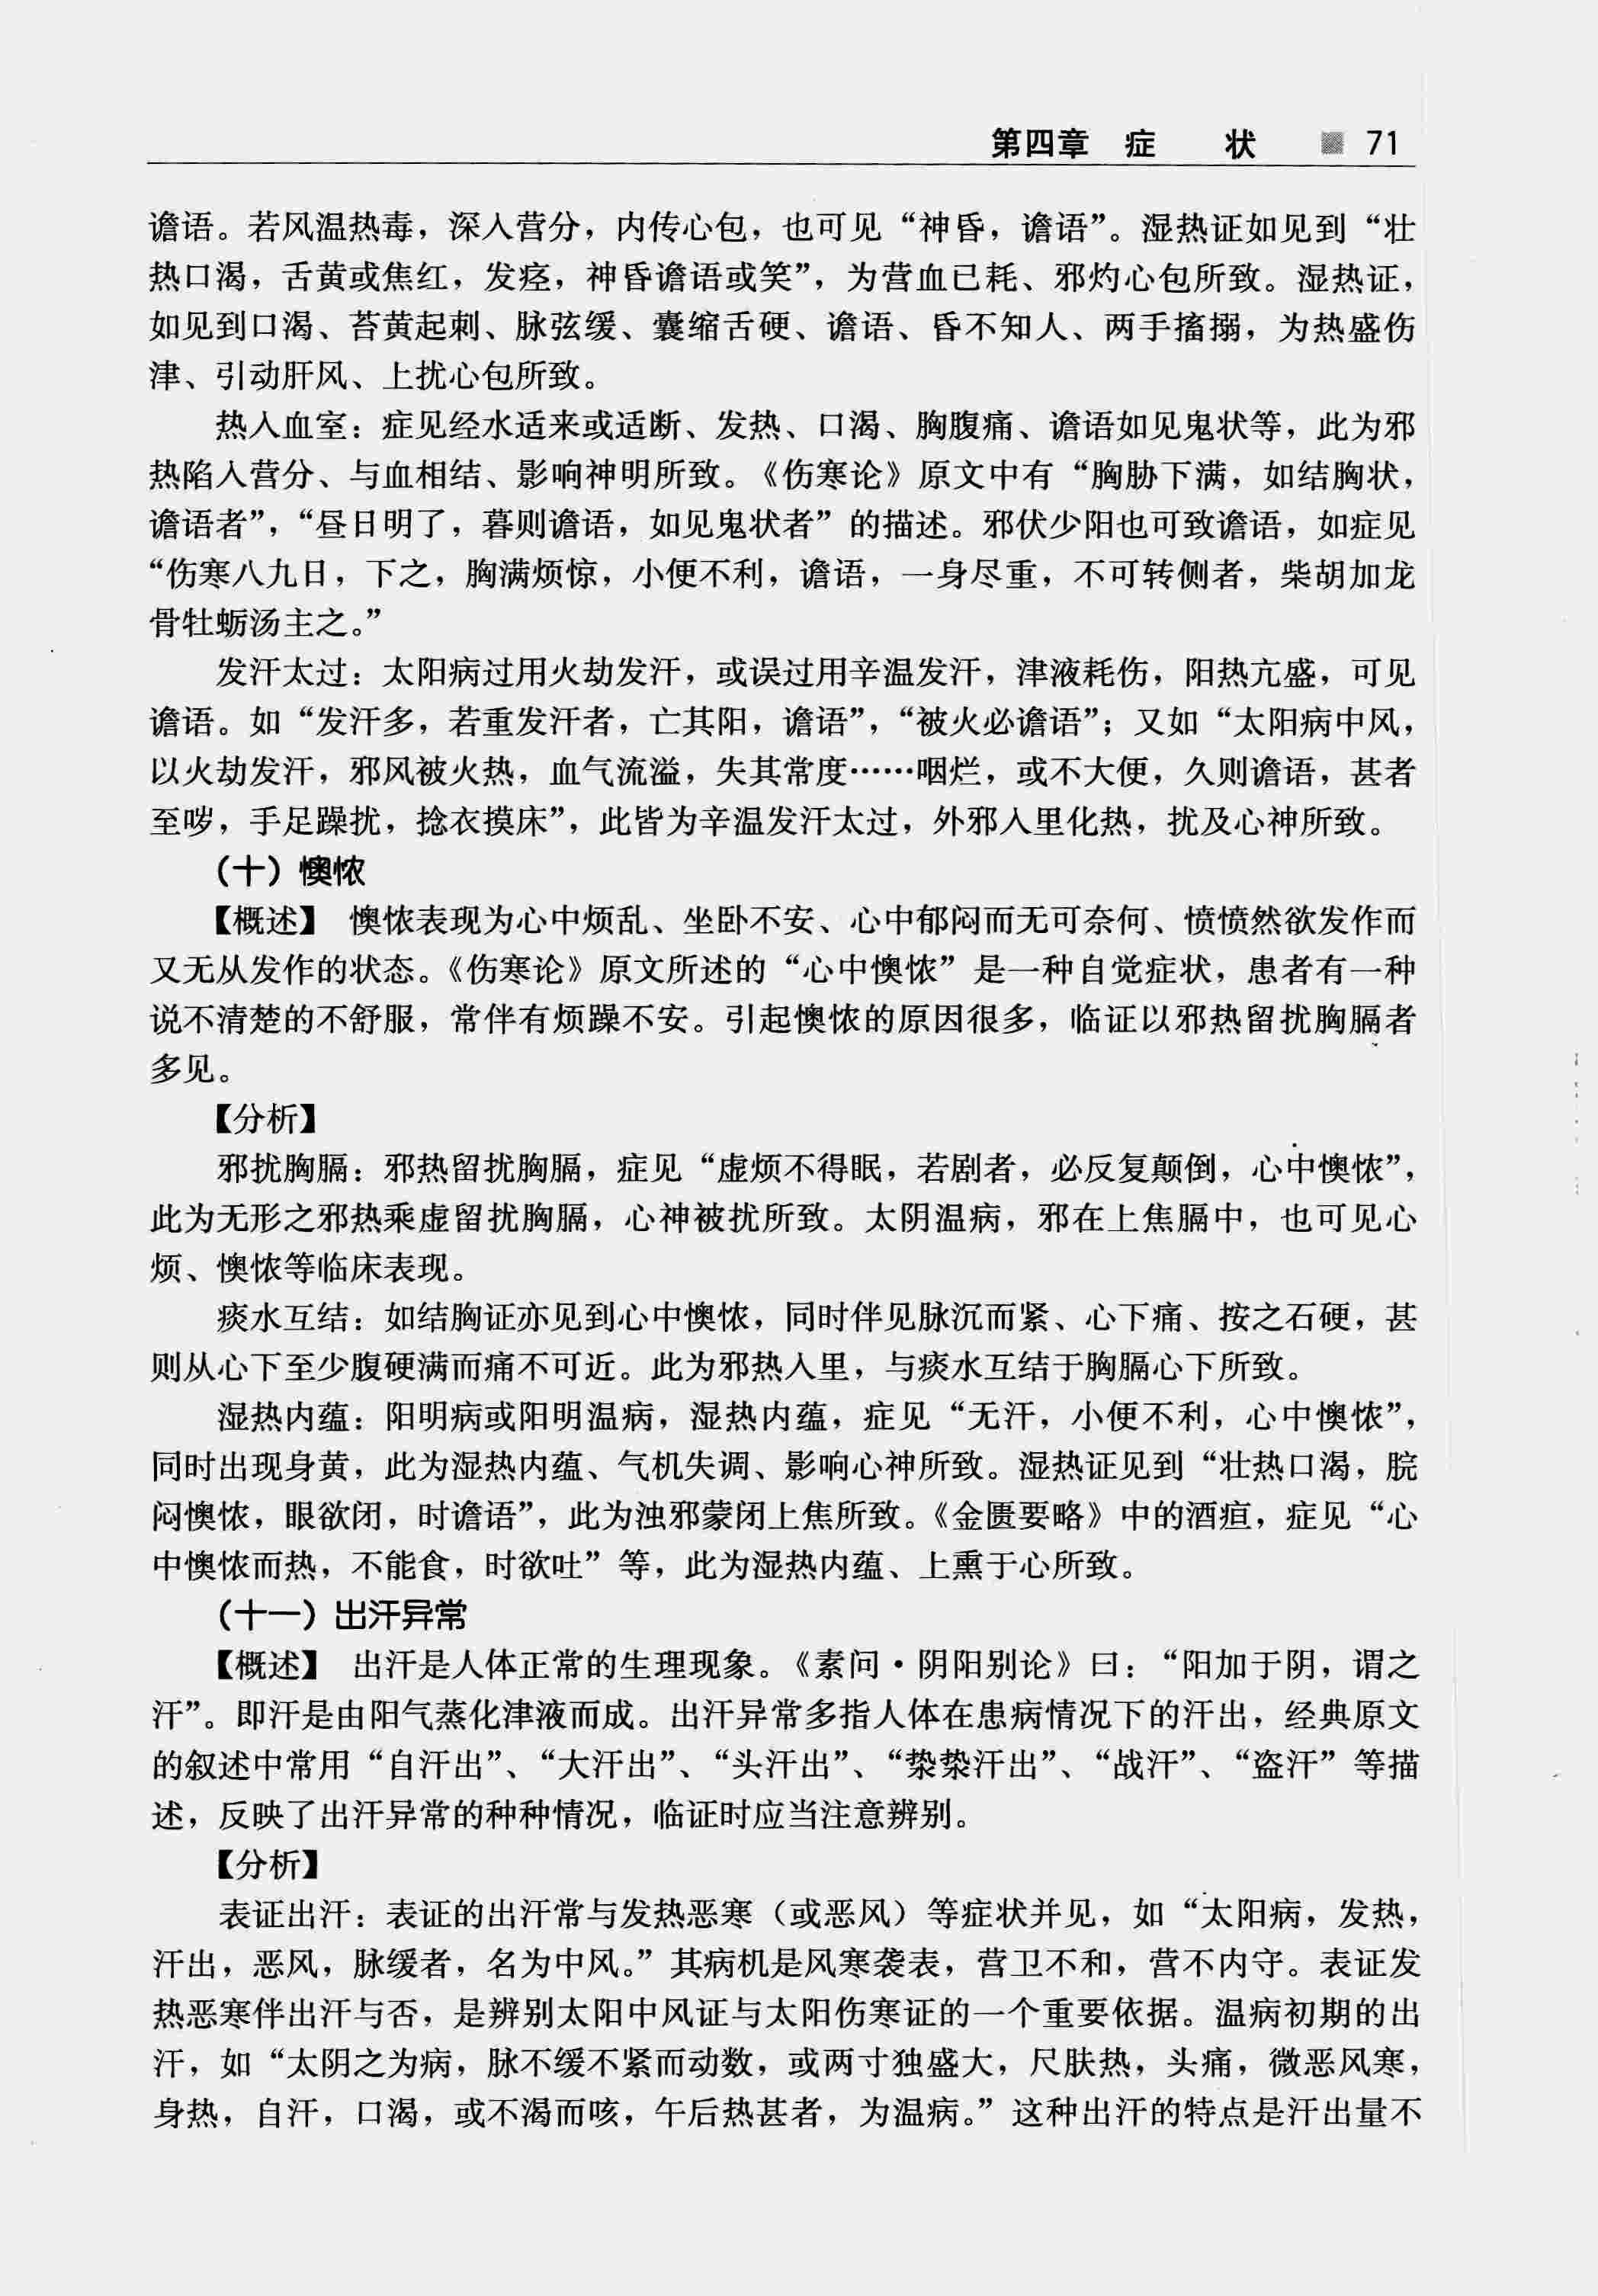 第四章 症 状 71
谵语。若风温热毒，深入营分，内传心包，也可见“神昏，谵语”。湿热证如见到“壮
热口渴，舌黄或焦红，发痉，神昏谵语或笑”，为营血已耗、邪灼心包所致。湿热证，
如见到口渴、苔黄起刺、脉弦缓、囊缩舌硬、谵语、昏不知人、两手搐搦，为热盛伤
津、引动肝风、上扰心包所致。
热入血室：症见经水适来或适断、发热、口渴、胸腹痛、谵语如见鬼状等，此为邪
热陷入营分、与血相结、影响神明所致。《伤寒论》原文中有“胸胁下满，如结胸状，
谵语者”，“昼日明了，暮则谵语，如见鬼状者”的描述。邪伏少阳也可致谵语，如症见
“伤寒八九日，下之，胸满烦惊，小便不利，谵语，一身尽重，不可转侧者，柴胡加龙
骨牡蛎汤主之。”
发汗太过：太阳病过用火劫发汗，或误过用辛温发汗，津液耗伤，阳热亢盛，可见
谵语。如“发汗多，若重发汗者，亡其阳，谵语”，“被火必谵语”；又如“太阳病中风，
以火劫发汗，邪风被火热，血气流溢，失其常度……咽烂，或不大便，久则谵语，甚者
至哕，手足躁扰，捻衣摸床”，此皆为辛温发汗太过，外邪入里化热，扰及心神所致。
（十）懊侬
【概述】 懊侬表现为心中烦乱、坐卧不安、心中郁闷而无可奈何、愤愤然欲发作而
又无从发作的状态。《伤寒论》原文所述的“心中懊侬”是一种自觉症状，患者有一种
说不清楚的不舒服，常伴有烦躁不安。引起懊侬的原因很多，临证以邪热留扰胸膈者
多见。
【分析】
邪扰胸膈：邪热留扰胸膈，症见“虚烦不得眠，若剧者，必反复颠倒，心中懊侬”，
此为无形之邪热乘虚留扰胸膈，心神被扰所致。太阴温病，邪在上焦膈中，也可见心
烦、懊侬等临床表现。
痰水互结：如结胸证亦见到心中懊侬，同时伴见脉沉而紧、心下痛、按之石硬，甚
则从心下至少腹硬满而痛不可近。此为邪热入里，与痰水互结于胸膈心下所致。
湿热内蕴：阳明病或阳明温病，湿热内蕴，症见“无汗，小便不利，心中懊侬”，
同时出现身黄，此为湿热内蕴、气机失调、影响心神所致。湿热证见到“壮热口渴，脘
闷懊侬，眼欲闭，时谵语”，此为浊邪蒙闭上焦所致。《金匮要略》中的酒疸，症见“心
中懊侬而热，不能食，时欲吐”等，此为湿热内蕴、上熏于心所致。
（十一）出汗异常
【概述】 出汗是人体正常的生理现象。《素问·阴阳别论》曰：“阳加于阴，谓之
汗”。即汗是由阳气蒸化津液而成。出汗异常多指人体在患病情况下的汗出，经典原文
的叙述中常用“自汗出”、“大汗出”、“头汗出”、“漐漐汗出”、“战汗”、“盗汗”等描
述，反映了出汗异常的种种情况，临证时应当注意辨别。
【分析】
表证出汗：表证的出汗常与发热恶寒（或恶风）等症状并见，如“太阳病，发热，
汗出，恶风，脉缓者，名为中风。”其病机是风寒袭表，营卫不和，营不内守。表证发
热恶寒伴出汗与否，是辨别太阳中风证与太阳伤寒证的一个重要依据。温病初期的出
汗，如“太阴之为病，脉不缓不紧而动数，或两寸独盛大，尺肤热，头痛，微恶风寒，
身热，自汗，口渴，或不渴而咳，午后热甚者，为温病。”这种出汗的特点是汗出量不